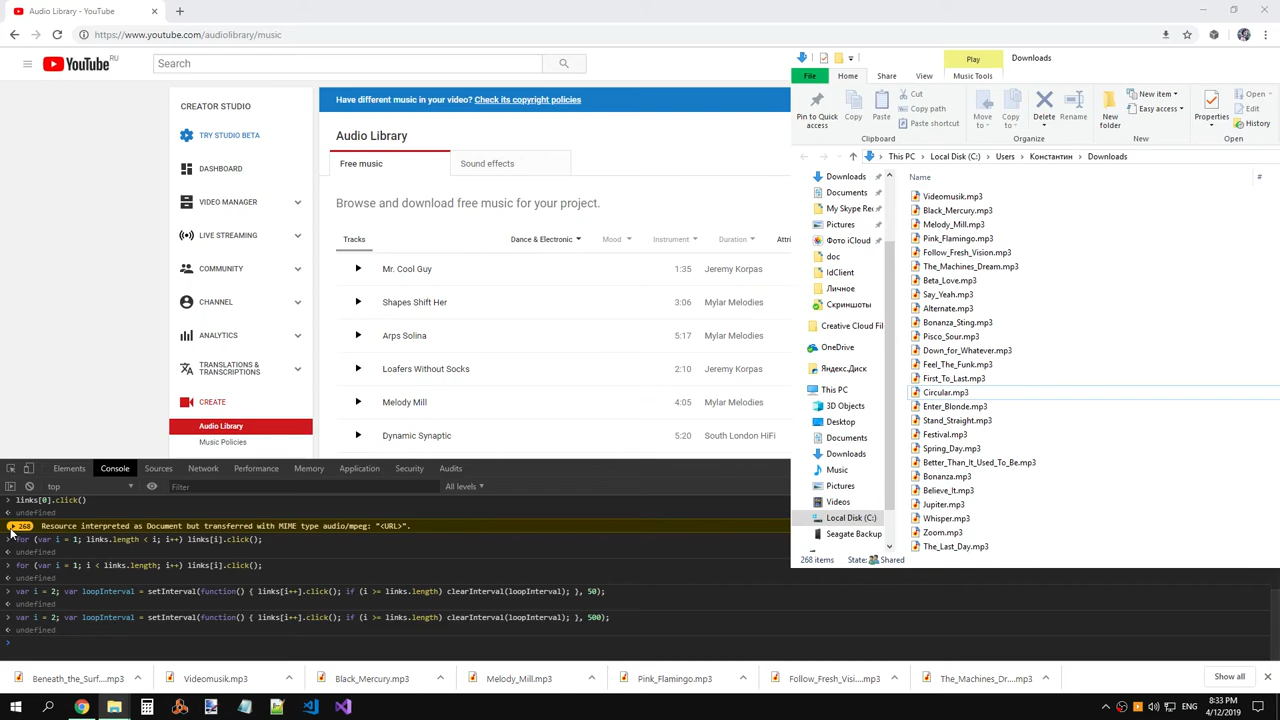 Audio Library - YouTube
https://www.youtube.com/audiolibrary/music
YouTube RU
Search
CREATOR STUDIO
TRY STUDIO BETA
DASHBOARD
VIDEO MANAGER
LIVE STREAMING
COMMUNITY
CHANNEL
ANALYTICS
TRANSLATIONS &
TRANSCRIPTIONS
CREATE
Audio Library
Music Policies
Have different music in your video? Check its copyright policies
Audio Library
Free music Sound effects
Browse and download free music for your project.
Tracks Dance & Electronic Mood Instrument Duration Attri
Mr. Cool Guy 1:35 Jeremy Korpas
Shapes Shift Her 3:06 Mylar Melodies
Arps Solina 5:17 Mylar Melodies
Loafers Without Socks 2:10 Jeremy Korpas
Melody Mill 4:05 Mylar Melodies
Dynamic Synaptic 5:20 South London HiFi
Play Downloads
File Home Share View Music Tools
Pin to Quick access
Copy
Paste
Cut
Copy path
Paste shortcut
Clipboard
Move to
Copy to
Delete
Rename
Organize
New folder
New item
Easy access
New
Properties
Open
Edit
History
Open
This PC Local Disk (C:) Users Константин Downloads
Downloads
Documents
My Skype Rec
Pictures
Фото iCloud
doc
IdClient
Личное
Скриншоты
Creative Cloud Fil
OneDrive
Яндекс.Диск
This PC
3D Objects
Desktop
Documents
Downloads
Music
Pictures
Videos
Local Disk (C:)
Seagate Backup
Name #
Videomusik.mp3
Black_Mercury.mp3
Melody_Mill.mp3
Pink_Flamingo.mp3
Follow_Fresh_Vision.mp3
The_Machines_Dream.mp3
Beta_Love.mp3
Say_Yeah.mp3
Alternate.mp3
Bonanza_Sting.mp3
Pisco_Sour.mp3
Down_for_Whatever.mp3
Feel_The_Funk.mp3
First_To_Last.mp3
Circular.mp3
Enter_Blonde.mp3
Stand_Straight.mp3
Festival.mp3
Spring_Day.mp3
Better_Than_It_Used_To_Be.mp3
Bonanza.mp3
Believe_It.mp3
Jupiter.mp3
Whisper.mp3
Zoom.mp3
The_Last_Day.mp3
268 items State: Shared
Elements Console Sources Network Performance Memory Application Security Audits
top Filter All levels
links[0].click()
undefined
268 Resource interpreted as Document but transferred with MIME type audio/mpeg: "<URL>".
for (var i = 1; links.length < i; i++) links[i].click();
undefined
for (var i = 1; i < links.length; i++) links[i].click();
undefined
var i = 2; var loopInterval = setInterval(function() { links[i++].click(); if (i >= links.length) clearInterval(loopInterval); }, 50);
undefined
var i = 2; var loopInterval = setInterval(function() { links[i++].click(); if (i >= links.length) clearInterval(loopInterval); }, 500);
undefined
Beneath_the_Surf....mp3 Videomusik.mp3 Black_Mercury.mp3 Melody_Mill.mp3 Pink_Flamingo.mp3 Follow_Fresh_Visi....mp3 The_Machines_Dr....mp3 Show all
ENG 8:33 PM
4/12/2019